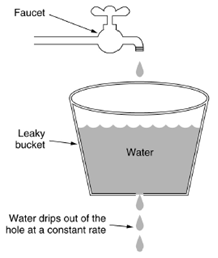 Faucet
Leaky
bucket
Water
Water drips out of the
hole at a constant rate